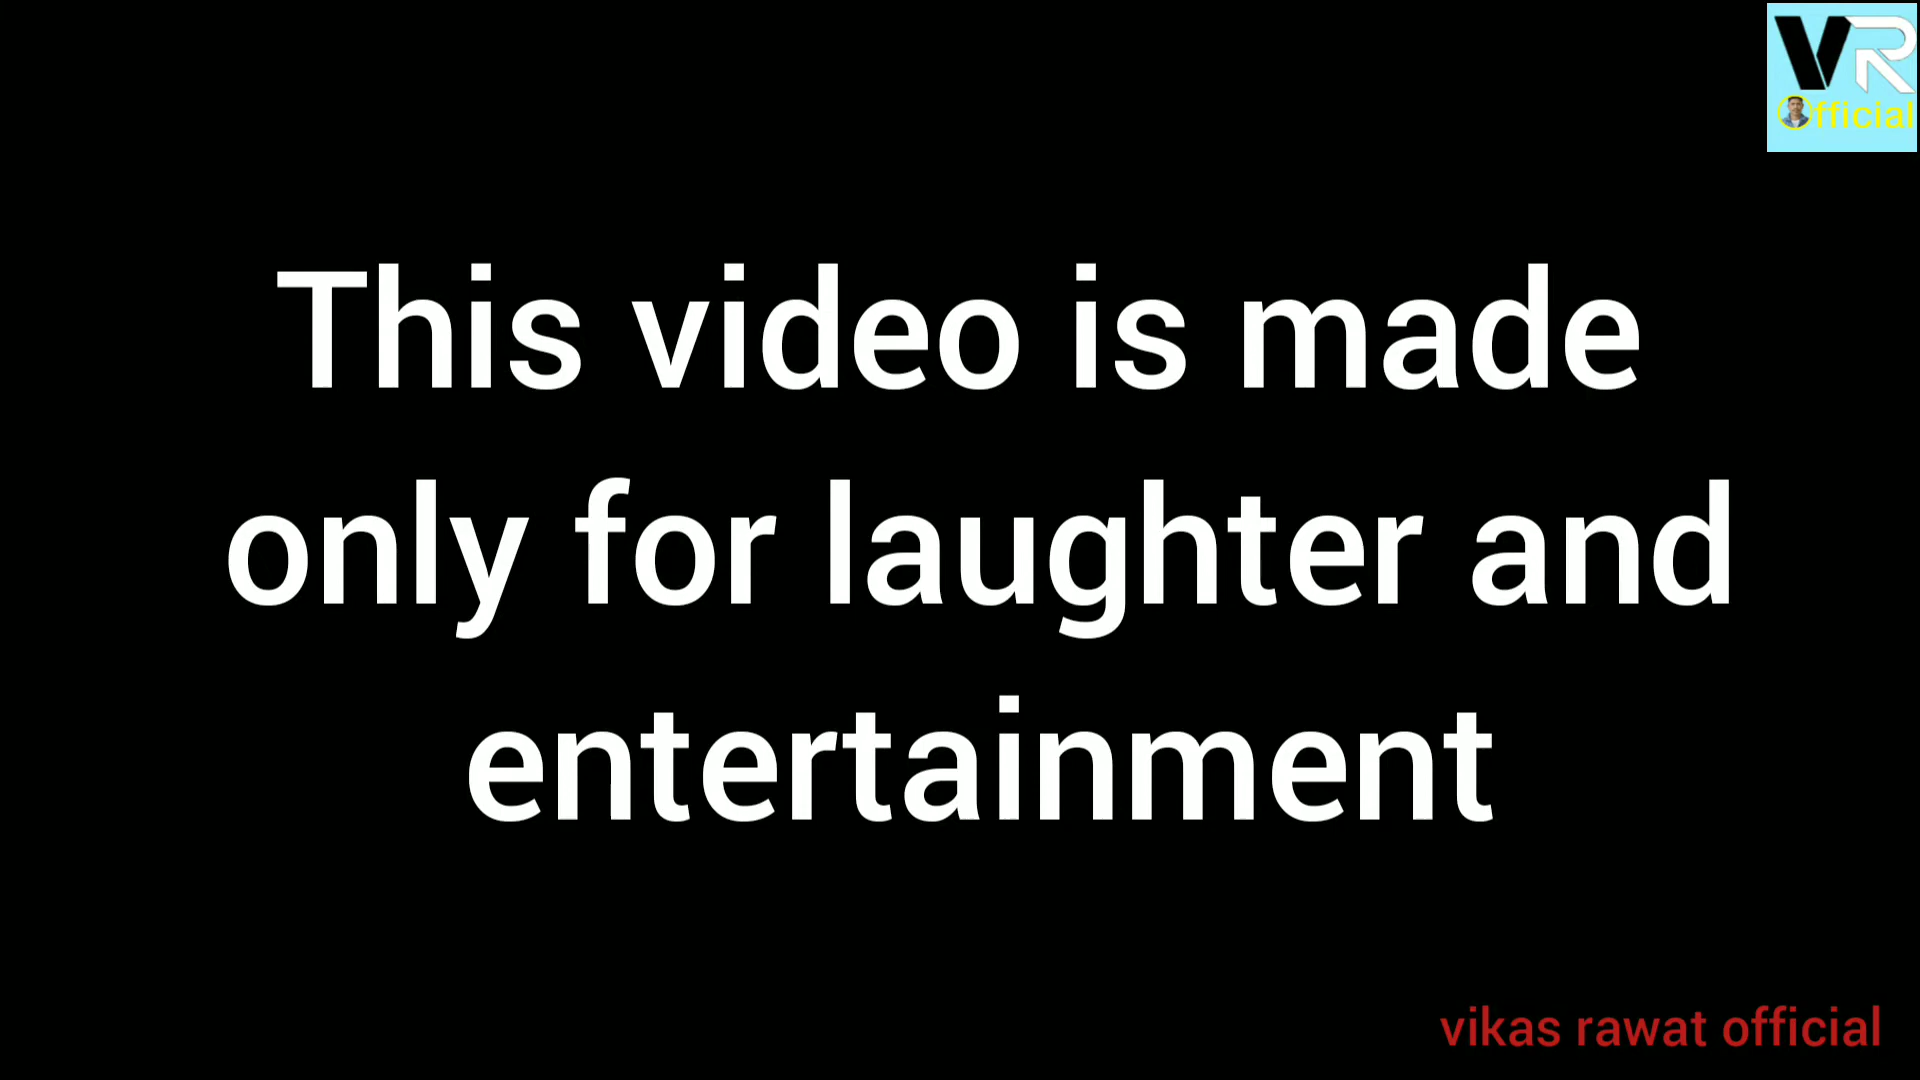 VR
Official
This video is made
only for laughter and
entertainment
vikas rawat official